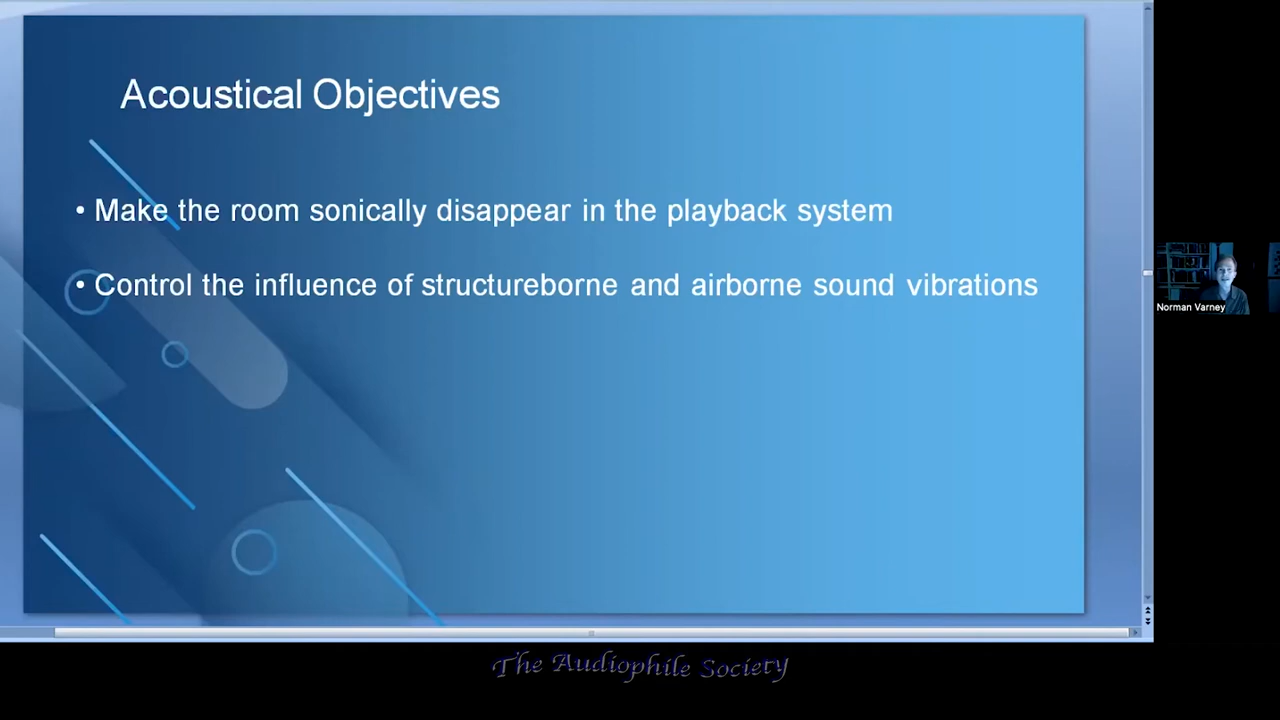 Acoustical Objectives
• Make the room sonically disappear in the playback system
• Control the influence of structureborne and airborne sound vibrations
Norman Varney
The Audiophile Society